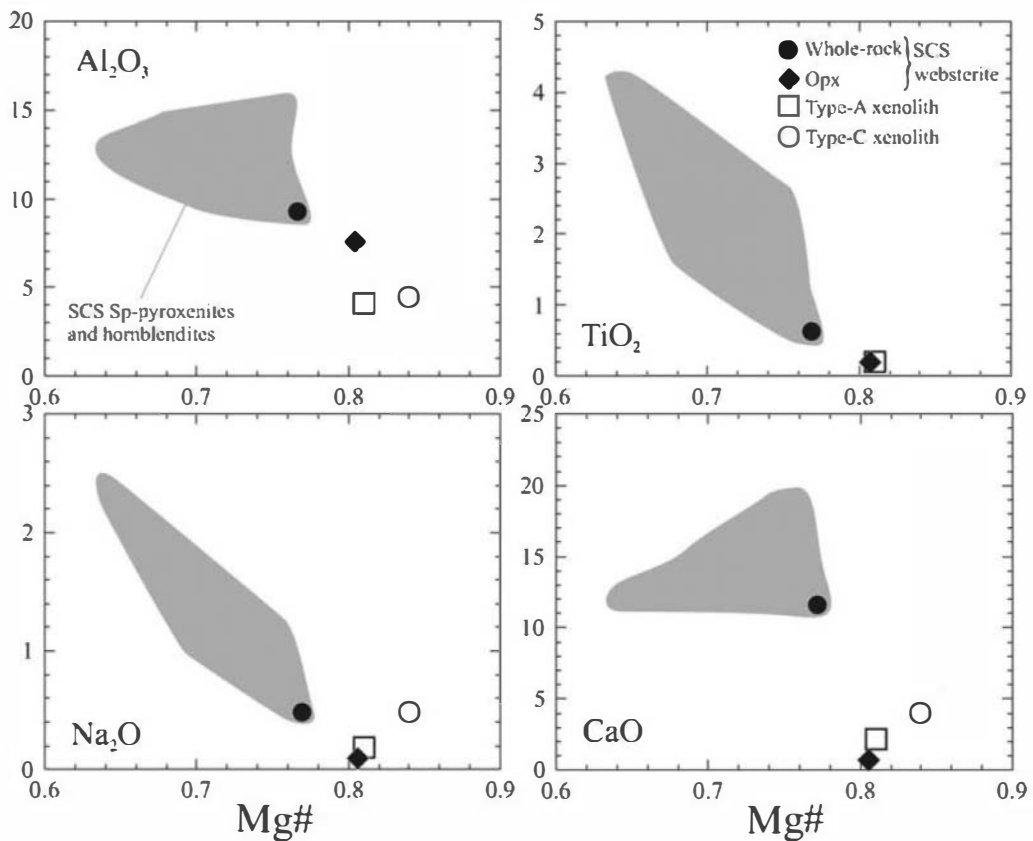 20
15
10
5
0
Al₂O₃
SCS Sp-pyroxenites
and hornblendites
0.6 0.7 0.8 0.9
5
4
3
2
1
0
Whole-rock
Opx
SCS
websterite
Type-A xenolith
Type-C xenolith
TiO₂
0.6 0.7 0.8 0.9
3
2
1
0
Na₂O
0.6 0.7 0.8 0.9
Mg#
25
20
15
10
5
0
CaO
0.6 0.7 0.8 0.9
Mg#